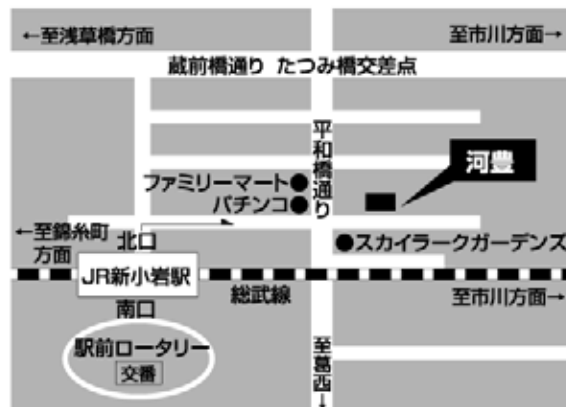 ←至浅草橋方面
至市川方面→
蔵前橋通り たつみ橋交差点
平和橋通り
河豊
ファミリーマート●
パチンコ●
←至錦糸町
方面
北口
●スカイラークガーデンズ
JR新小岩駅
総武線
至市川方面→
南口
駅前ロータリー
交番
至葛西→